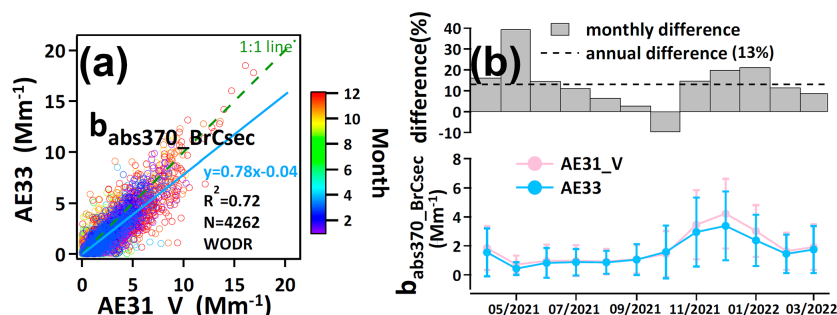 (a)
1:1 line
20
15
10
5
0
AE33 (Mm-1)
babs370_BrCsec
y=0.78x-0.04
R2=0.72
N=4262
WODR
0 5 10 15 20
AE31_V (Mm-1)
12
10
8
6
4
2
Month
(b)
monthly difference
annual difference (13%)
40
30
20
10
0
-10
difference(%)
AE31_V
AE33
8
6
4
2
0
babs370_BrCsec
(Mm-1)
05/2021 07/2021 09/2021 11/2021 01/2022 03/2022